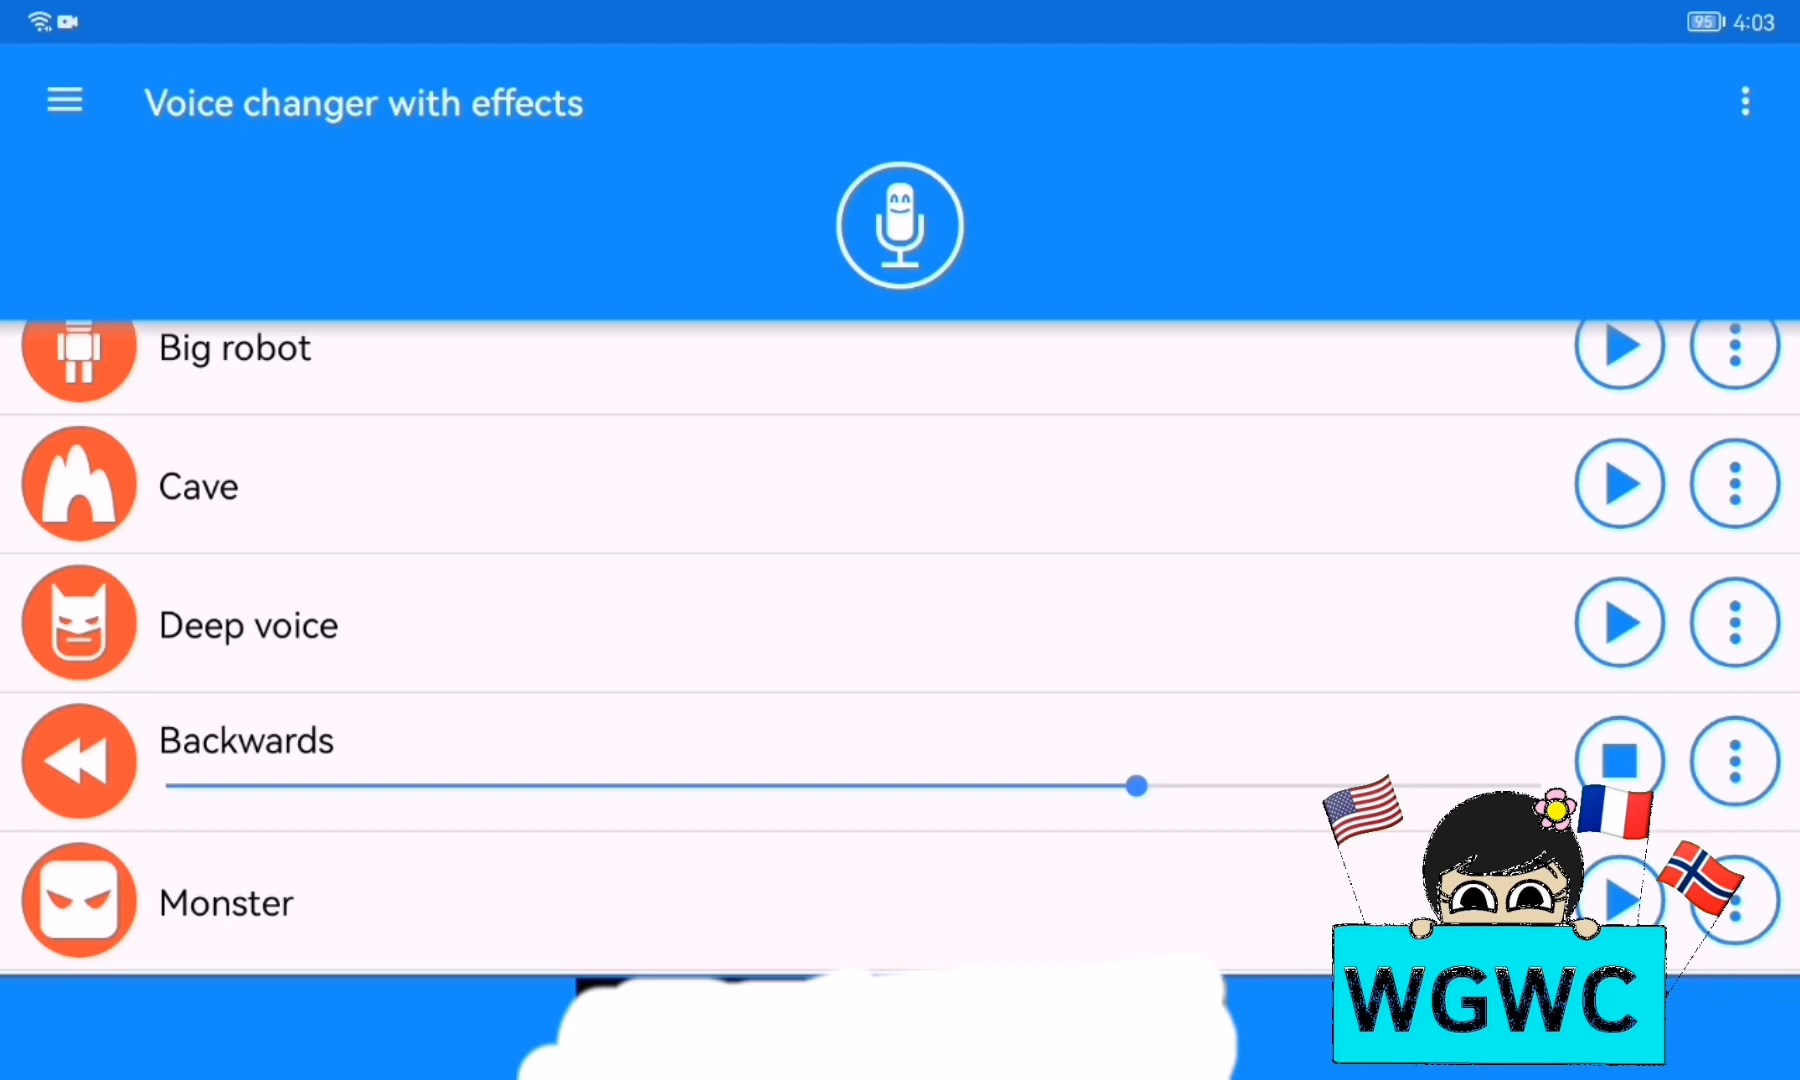 95 4:03
Voice changer with effects
Big robot
Cave
Deep voice
Backwards
Monster
WGWC